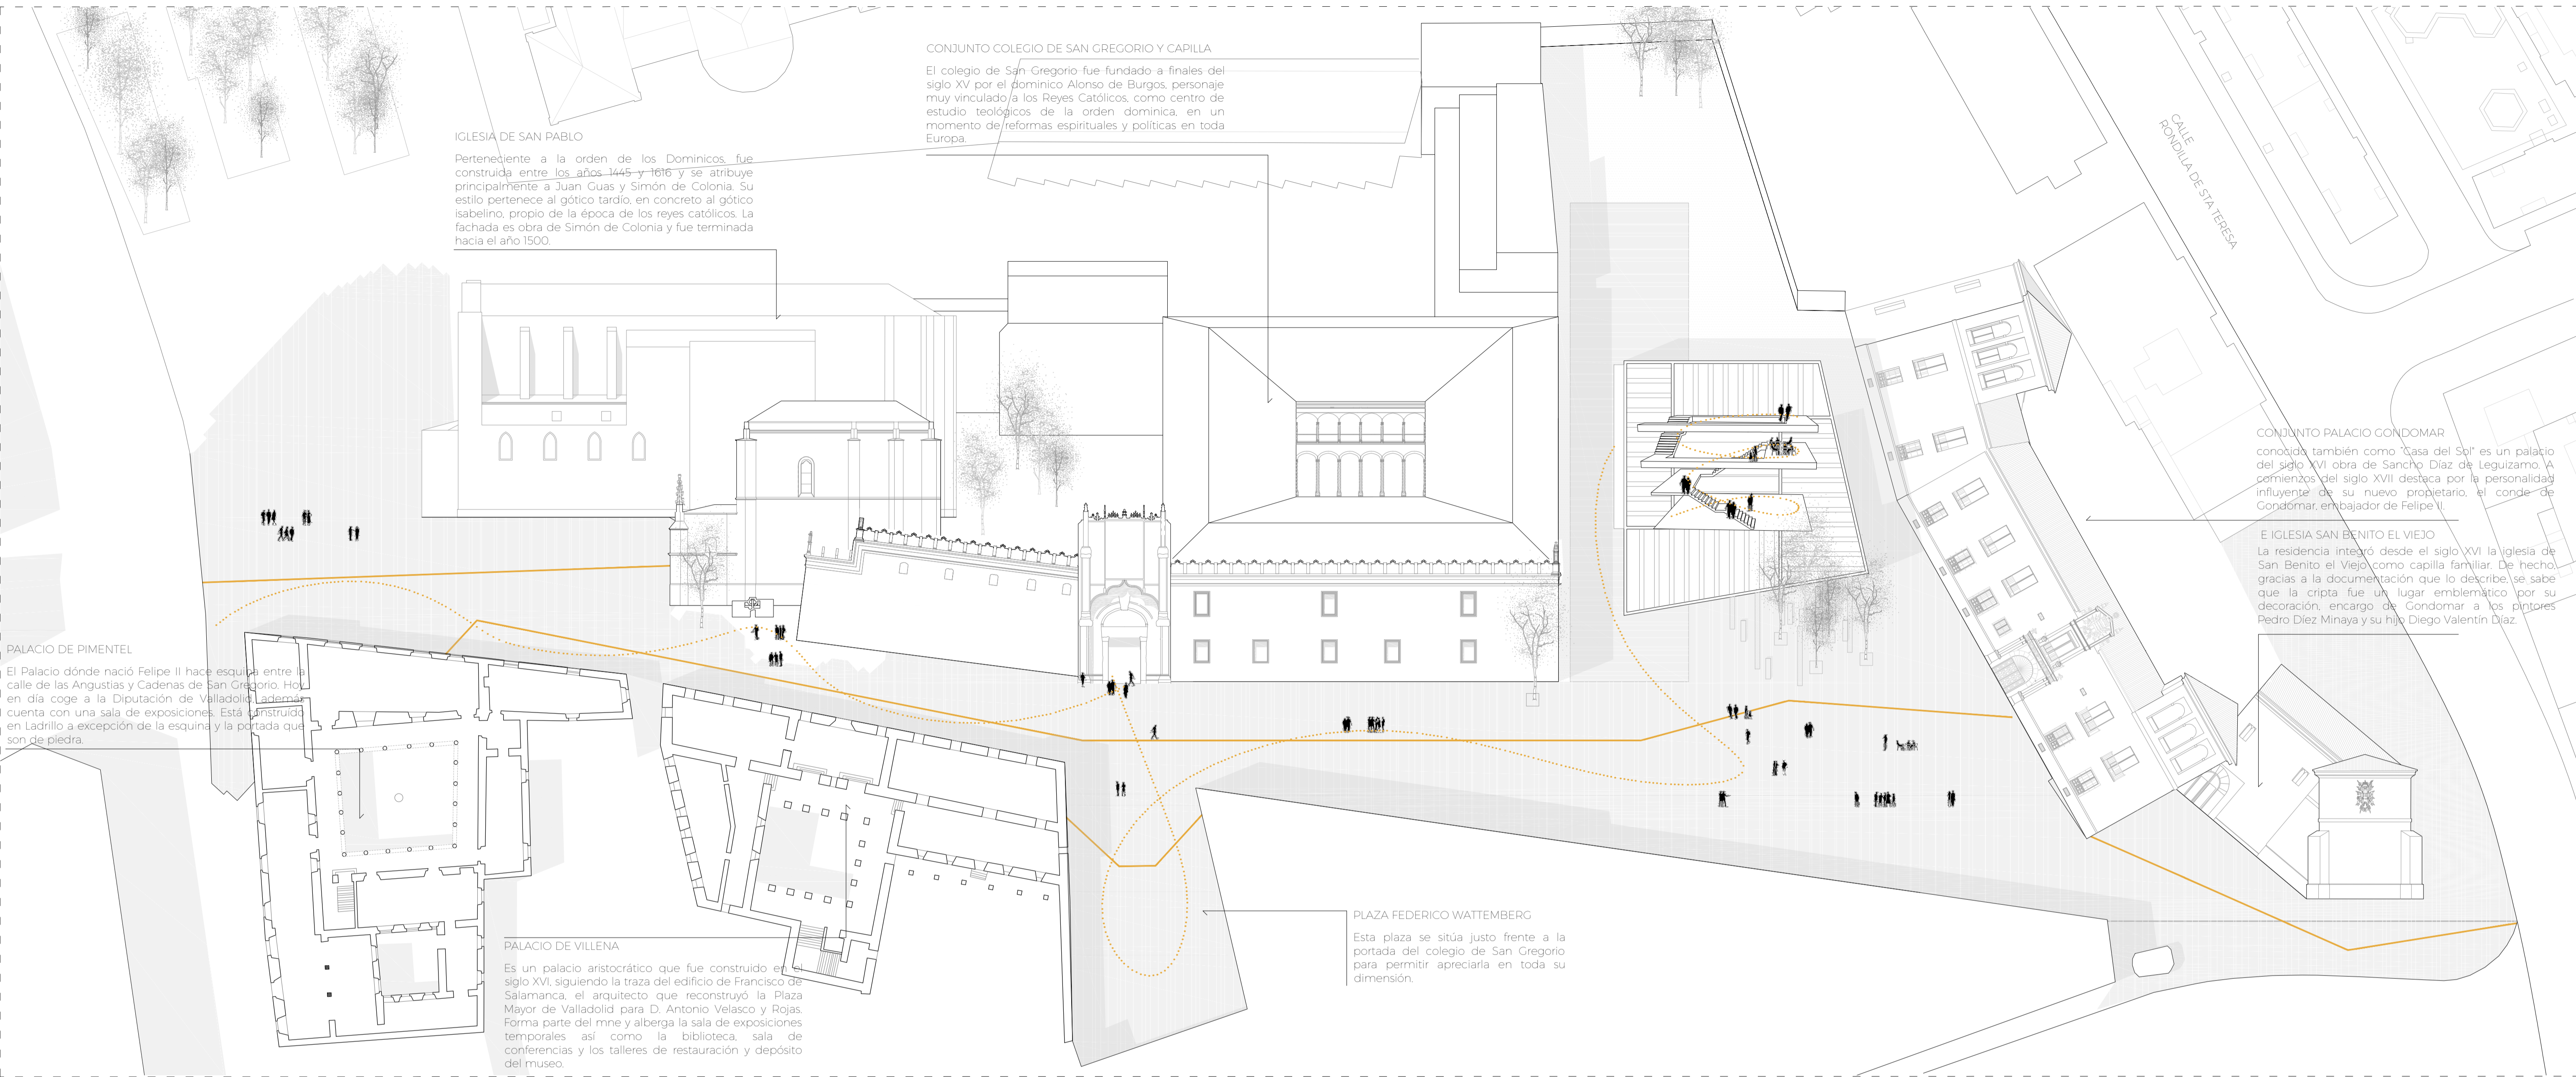 CONJUNTO COLEGIO DE SAN GREGORIO Y CAPILLA
El colegio de San Gregorio fue fundado a finales del
siglo XV por el dominico Alonso de Burgos, personaje
muy vinculado a los Reyes Católicos, como centro de
estudio teológicos de la orden dominica, en un
momento de reformas espirituales y políticas en toda
Europa.
IGLESIA DE SAN PABLO
Perteneciente a la orden de los Dominicos, fue
construida entre los años 1445 y 1616 y se atribuye
principalmente a Juan Guas y Simón de Colonia. Su
estilo pertenece al gótico tardío, en concreto al gótico
isabelino, propio de la época de los reyes católicos. La
fachada es obra de Simón de Colonia y fue terminada
hacia el año 1500.
CALLE
RONDILLA DE STA TERESA
CONJUNTO PALACIO GONDOMAR
conocido también como "Casa del Sol" es un palacio
del siglo XVI obra de Sancho Díaz de Leguizamo. A
comienzos del siglo XVII destaca por la personalidad
influyente de su nuevo propietario, el conde de
Gondomar, embajador de Felipe II.
E IGLESIA SAN BENITO EL VIEJO
La residencia integró desde el siglo XVI la iglesia de
San Benito el Viejo como capilla familiar. De hecho,
gracias a la documentación que lo describe, se sabe
que la cripta fue un lugar emblemático por su
decoración, encargo de Gondomar a los pintores
Pedro Díez Minaya y su hijo Diego Valentín Díaz.
PALACIO DE PIMENTEL
El Palacio dónde nació Felipe II hace esquina entre la
calle de las Angustias y Cadenas de San Gregorio. Hoy
en día coge a la Diputación de Valladolid, además
cuenta con una sala de exposiciones. Está construido
en Ladrillo a excepción de la esquina y la portada que
son de piedra.
PALACIO DE VILLENA
Es un palacio aristocrático que fue construido en el
siglo XVI, siguiendo la traza del edificio de Francisco de
Salamanca, el arquitecto que reconstruyó la Plaza
Mayor de Valladolid para D. Antonio Velasco y Rojas.
Forma parte del mne y alberga la sala de exposiciones
temporales así como la biblioteca, sala de
conferencias y los talleres de restauración y depósito
del museo.
PLAZA FEDERICO WATTEMBERG
Esta plaza se sitúa justo frente a la
portada del colegio de San Gregorio
para permitir apreciarla en toda su
dimensión.